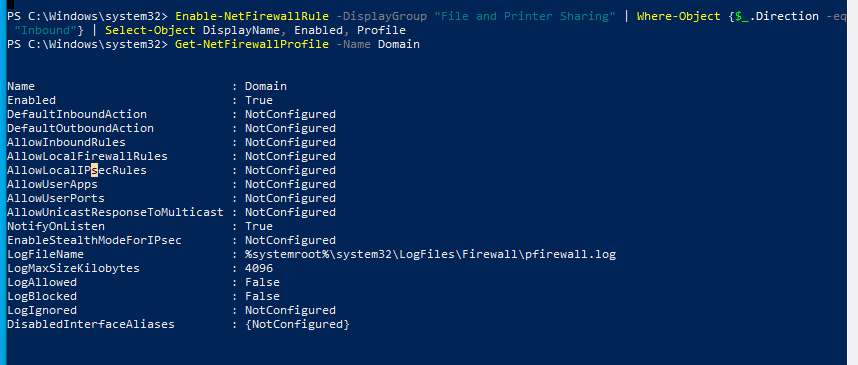 PS C:\Windows\system32> Enable-NetFirewallRule -DisplayGroup "File and Printer Sharing" | Where-Object {$_.Direction -eq
 "Inbound"} | Select-Object DisplayName, Enabled, Profile
PS C:\Windows\system32> Get-NetFirewallProfile -Name Domain
Name                            : Domain
Enabled                         : True
DefaultInboundAction            : NotConfigured
DefaultOutboundAction           : NotConfigured
AllowInboundRules               : NotConfigured
AllowLocalFirewallRules         : NotConfigured
AllowLocalIPsecRules            : NotConfigured
AllowUserApps                   : NotConfigured
AllowUserPorts                  : NotConfigured
AllowUnicastResponseToMulticast : NotConfigured
NotifyOnListen                  : True
EnableStealthModeForIPsec       : NotConfigured
LogFileName                     : %systemroot%\system32\LogFiles\Firewall\pfirewall.log
LogMaxSizeKilobytes             : 4096
LogAllowed                      : False
LogBlocked                      : False
LogIgnored                      : NotConfigured
DisabledInterfaceAliases        : {NotConfigured}